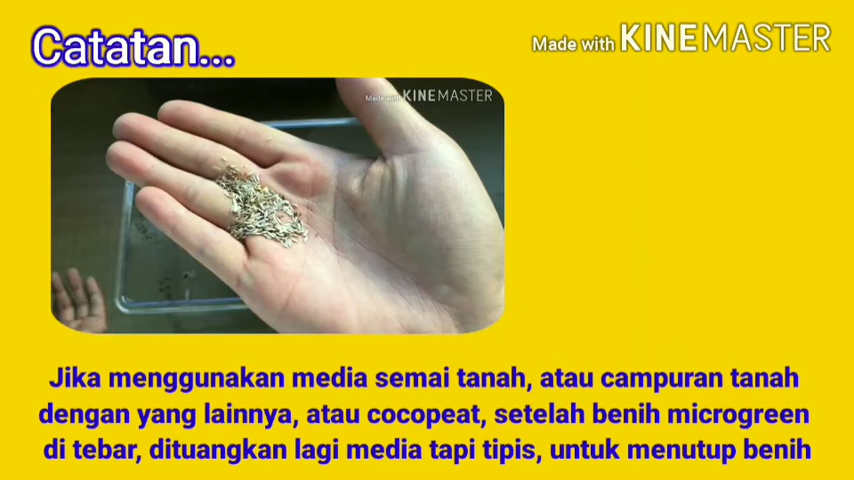 Catatan...
Made with KINEMASTER
Made with KINEMASTER
Jika menggunakan media semai tanah, atau campuran tanah
dengan yang lainnya, atau cocopeat, setelah benih microgreen
di tebar, dituangkan lagi media tapi tipis, untuk menutup benih